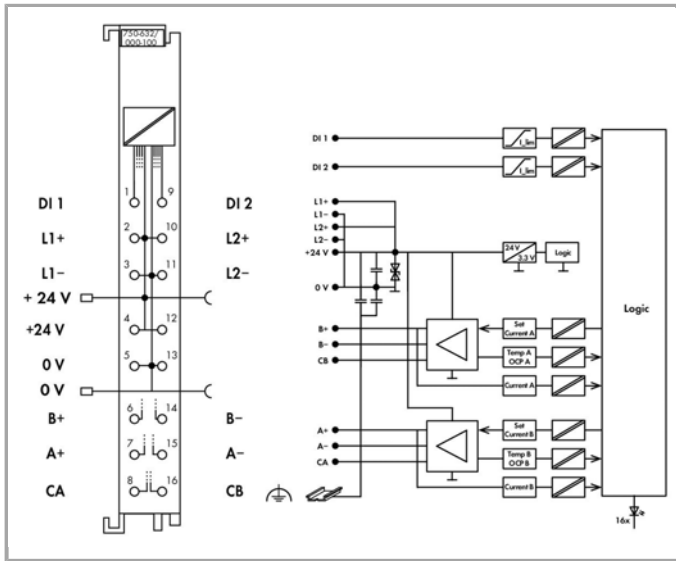 750-632/
000-100
1 9
DI 1 DI 2
2 10
L1+ L2+
3 11
L1− L2−
+ 24 V
4 12
+24 V
5 13
0 V
0 V
6 14
B+ B−
7 15
A+ A−
8 16
CA CB
DI 1 I_lim
DI 2 I_lim
L1+
L1−
L2+
L2−
+24 V
24 V
3.3 V
Logic
0 V
Logic
B+
B−
CB
Set
Current A
Temp A
OCP A
Current A
A+
A−
CA
Set
Current B
Temp B
OCP B
Current B
16x